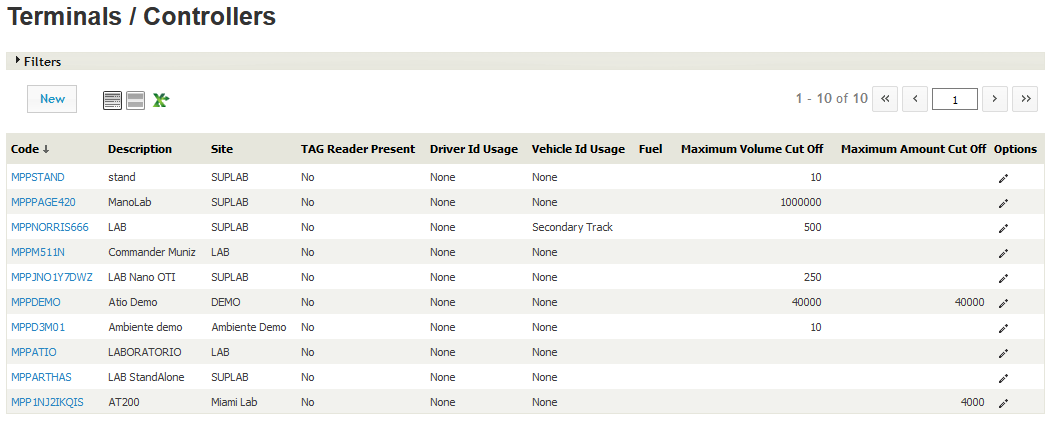 Terminals / Controllers
Filters
New 1 - 10 of 10 « ‹ 1 › »
Code ↓ Description Site TAG Reader Present Driver Id Usage Vehicle Id Usage Fuel Maximum Volume Cut Off Maximum Amount Cut Off Options
MPPSTAND stand SUPLAB No None None 10
MPPPAGE420 ManoLab SUPLAB No None None 1000000
MPPNORRIS666 LAB SUPLAB No None Secondary Track 500
MPPM511N Commander Muniz LAB No None None
MPPJNO1Y7DWZ LAB Nano OTI SUPLAB No None None 250
MPPDEMO Atio Demo DEMO No None None 40000 40000
MPPD3M01 Ambiente demo Ambiente Demo No None None 10
MPPATIO LABORATORIO LAB No None None
MPPARTHAS LAB StandAlone SUPLAB No None None
MPP1NJ2IKQIS AT200 Miami Lab No None None 4000